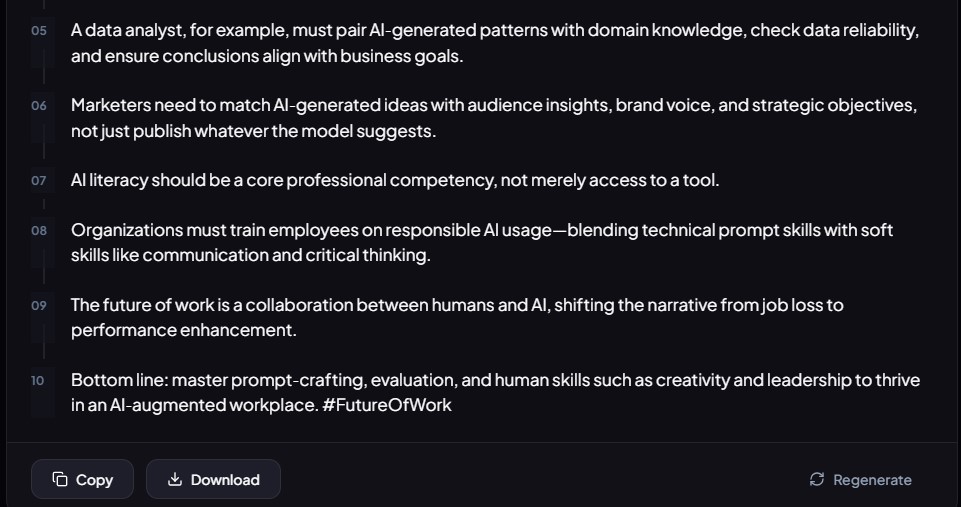 05
A data analyst, for example, must pair AI-generated patterns with domain knowledge, check data reliability,
and ensure conclusions align with business goals.
06
Marketers need to match AI-generated ideas with audience insights, brand voice, and strategic objectives,
not just publish whatever the model suggests.
07
AI literacy should be a core professional competency, not merely access to a tool.
08
Organizations must train employees on responsible AI usage—blending technical prompt skills with soft
skills like communication and critical thinking.
09
The future of work is a collaboration between humans and AI, shifting the narrative from job loss to
performance enhancement.
10
Bottom line: master prompt-crafting, evaluation, and human skills such as creativity and leadership to thrive
in an AI-augmented workplace. #FutureOfWork
Copy
Download
Regenerate